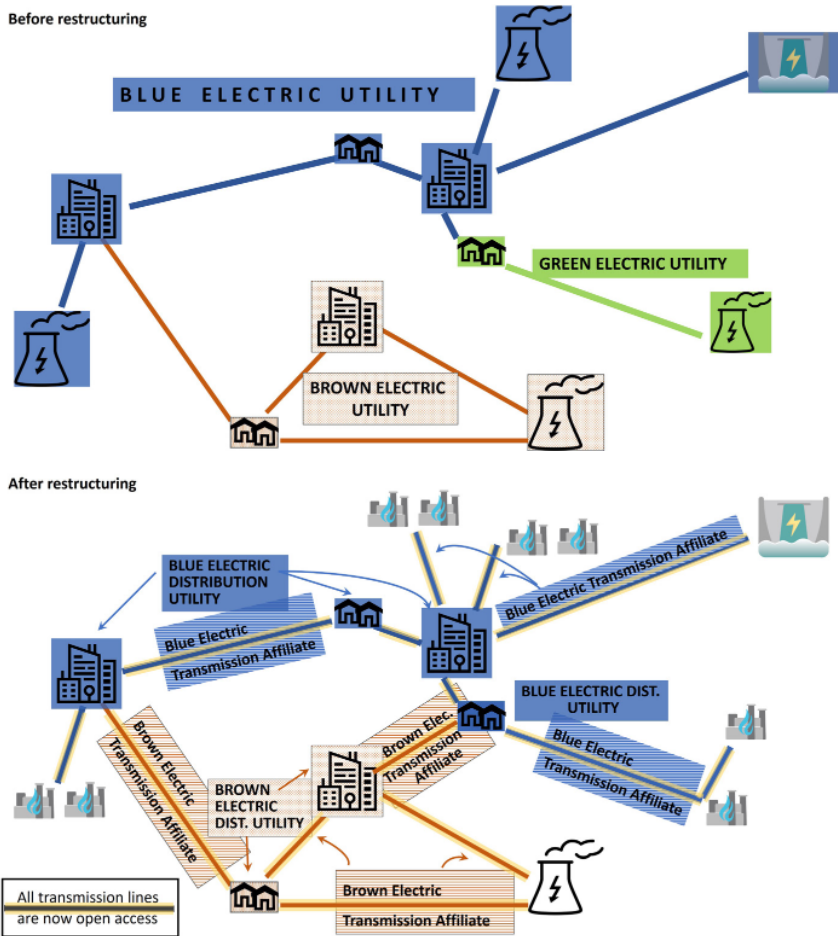 Before restructuring
BLUE ELECTRIC UTILITY
GREEN ELECTRIC UTILITY
BROWN ELECTRIC
UTILITY
After restructuring
BLUE ELECTRIC
DISTRIBUTION
UTILITY
Blue Electric Transmission Affiliate
Blue Electric
Transmission Affiliate
BLUE ELECTRIC DIST.
UTILITY
Brown Elec.
Transmission
Affiliate
Blue Electric
Transmission Affiliate
Brown Electric
Transmission Affiliate
BROWN
ELECTRIC
DIST. UTILITY
Brown Electric
Transmission Affiliate
All transmission lines
are now open access